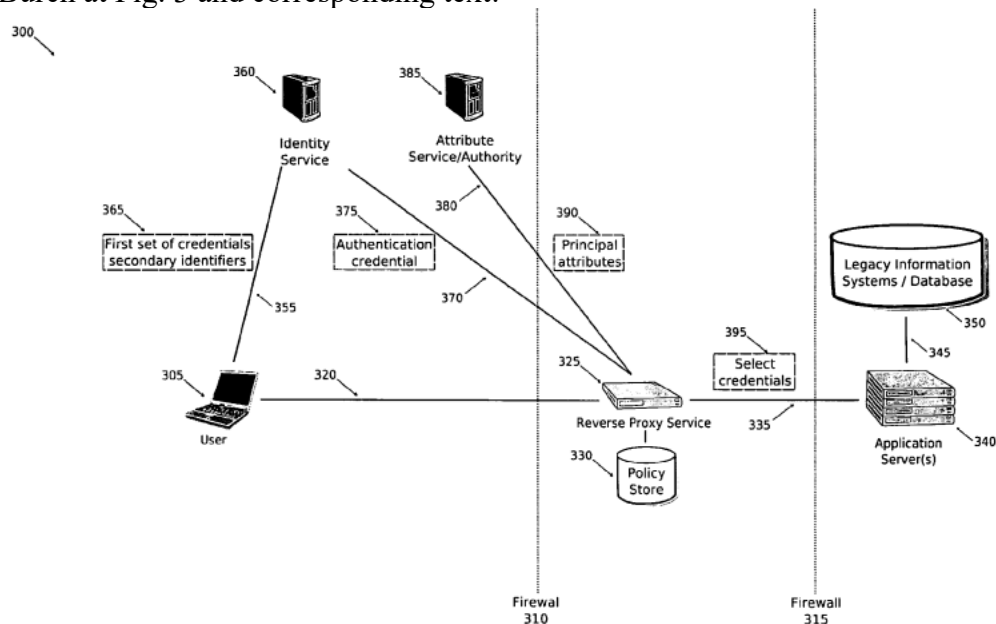 Burch at Fig. 3 and corresponding text:
300
360
385
Identity
Service
Attribute
Service/Authority
380
365
First set of credentials
secondary identifiers
375
Authentication
credential
390
Principal
attributes
370
355
Legacy Information
Systems / Database
350
395
Select
credentials
345
305
320
325
User
Reverse Proxy Service
335
340
Application
Server(s)
330
Policy
Store
Firewal
310
Firewall
315